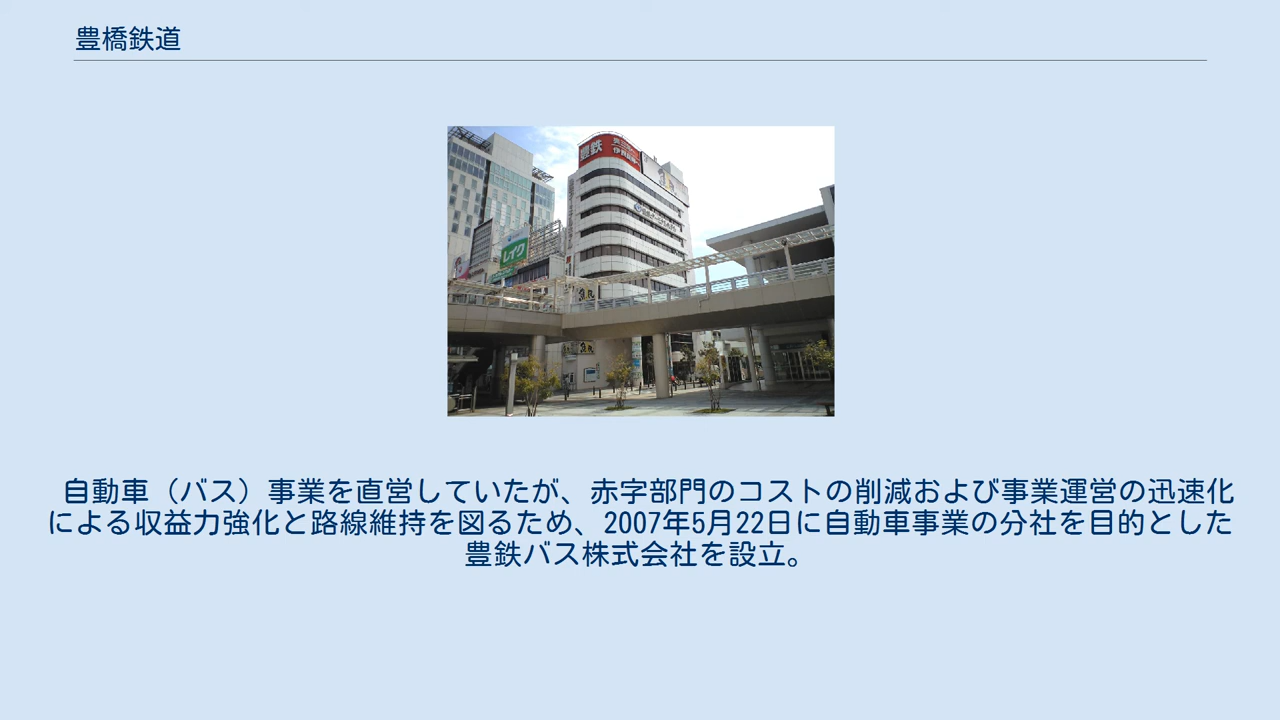 豊橋鉄道
豊鉄
レイク
自動車（バス）事業を直営していたが、赤字部門のコストの削減および事業運営の迅速化
による収益力強化と路線維持を図るため、2007年5月22日に自動車事業の分社を目的とした
豊鉄バス株式会社を設立。